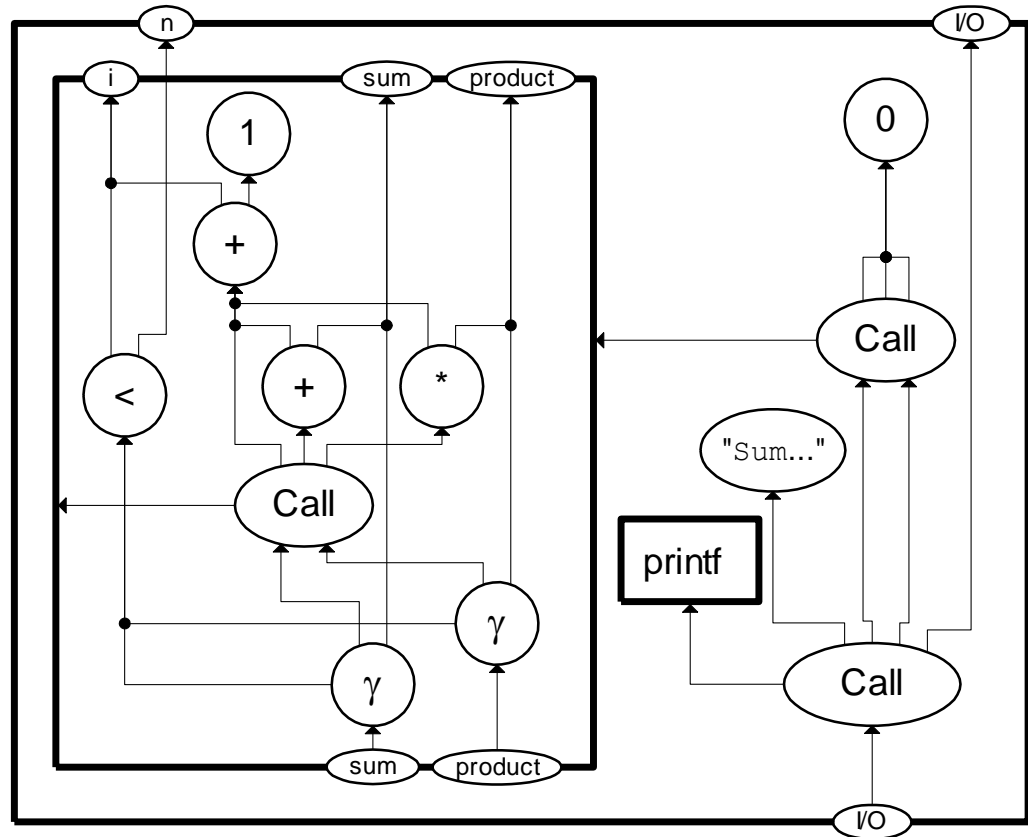 n
I/O
i
sum
product
1
0
+
Call
<
+
*
"Sum..."
Call
printf
γ
γ
Call
sum
product
I/O